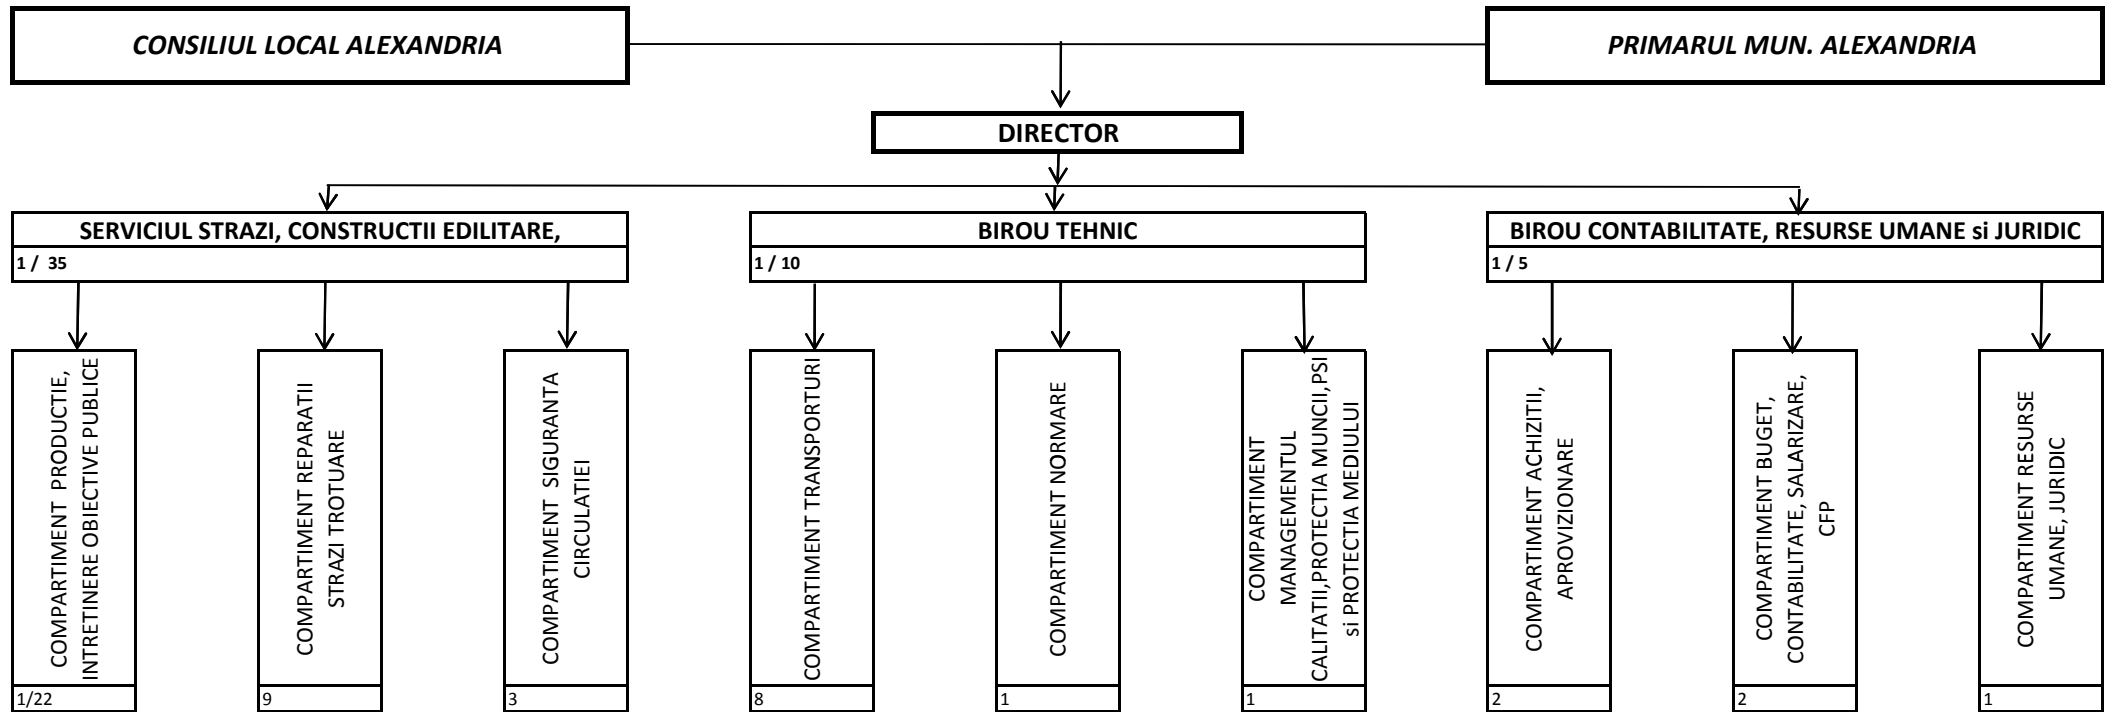 CONSILIUL LOCAL ALEXANDRIA
PRIMARUL MUN. ALEXANDRIA
DIRECTOR
SERVICIUL STRAZI, CONSTRUCTII EDILITARE,
1 / 35
BIROU TEHNIC
1 / 10
BIROU CONTABILITATE, RESURSE UMANE si JURIDIC
1 / 5
COMPARTIMENT PRODUCTIE,
INTRETINERE OBIECTIVE PUBLICE
1/22
COMPARTIMENT REPARATII
STRAZI TROTUARE
9
COMPARTIMENT SIGURANTA
CIRCULATIEI
3
COMPARTIMENT TRANSPORTURI
8
COMPARTIMENT NORMARE
1
COMPARTIMENT
MANAGEMENTUL
CALITATII,PROTECTIA MUNCII,PSI
si PROTECTIA MEDIULUI
1
COMPARTIMENT ACHIZITII,
APROVIZIONARE
2
COMPARTIMENT BUGET,
CONTABILITATE, SALARIZARE,
CFP
2
COMPARTIMENT RESURSE
UMANE, JURIDIC
1